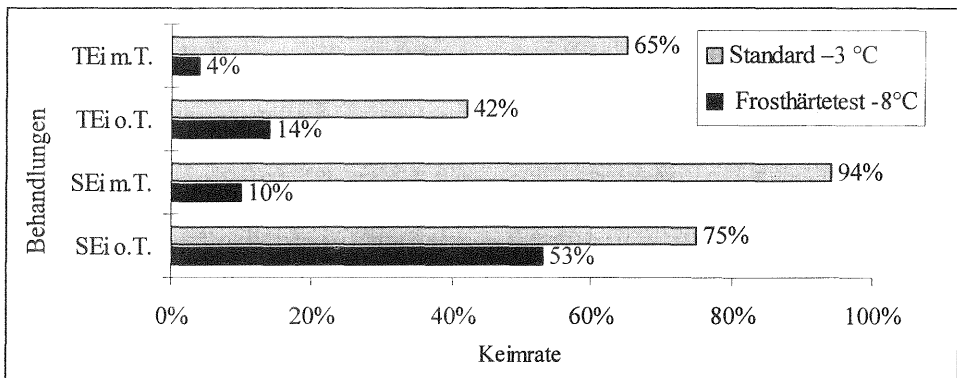 TEi m.T.
65%
4%
TEi o.T.
42%
14%
SEi m.T.
94%
10%
SEi o.T.
75%
53%
Standard –3 °C
Frosthärtetest -8°C
Behandlungen
0% 20% 40% 60% 80% 100%
Keimrate